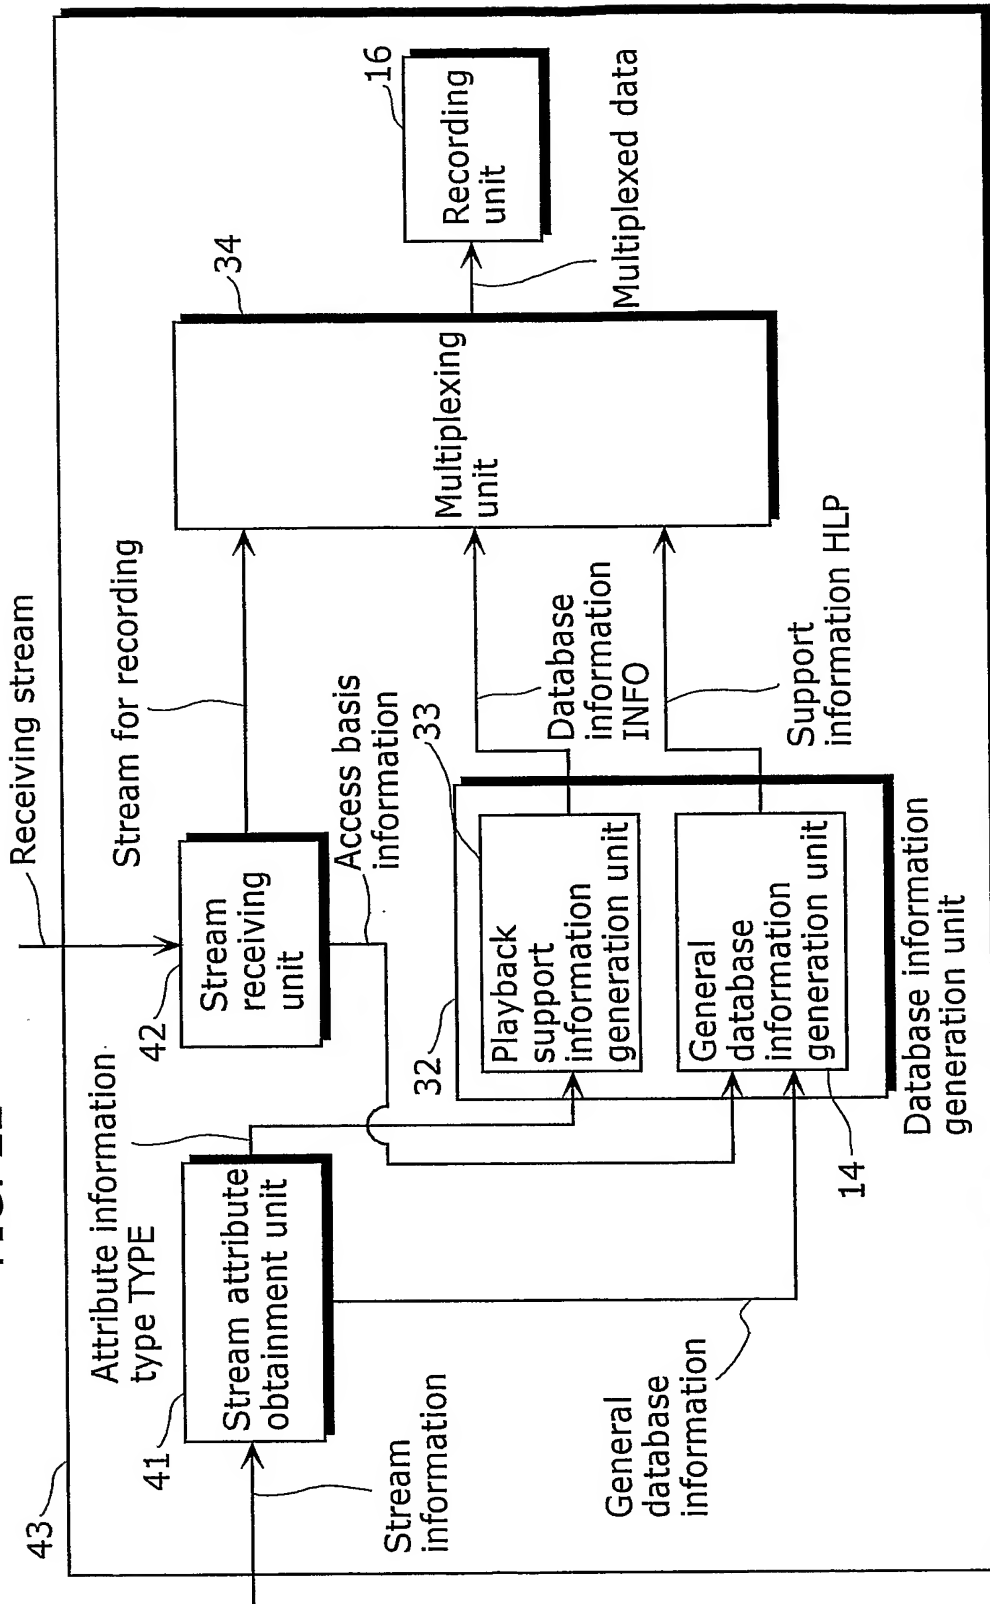 43
Receiving stream
Attribute information
type TYPE
42
Stream
receiving
unit
Stream for recording
41
Stream attribute
obtainment unit
Access basis
information
34
Multiplexing
unit
16
Recording
unit
Multiplexed data
Stream
information
32
33
Playback
support
information
generation unit
Database
information
INFO
General
database
information
generation unit
14
General
database
information
Support
information HLP
Database information
generation unit